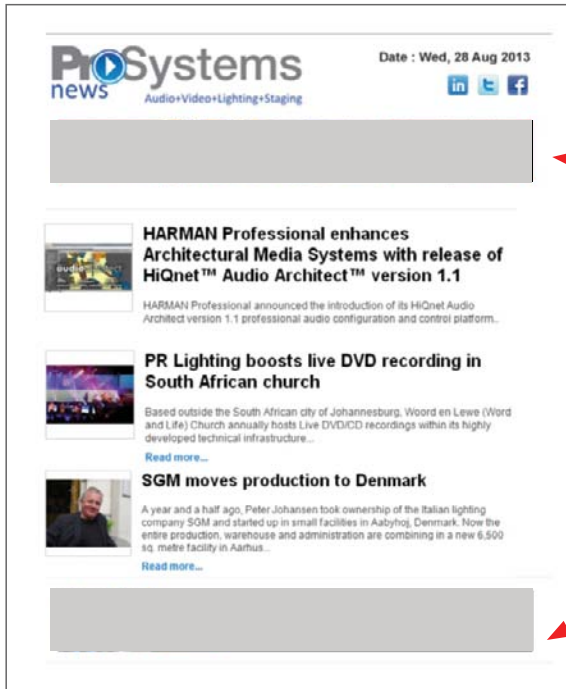 ProSystems
news
Audio+Video+Lighting+Staging
Date : Wed, 28 Aug 2013
HARMAN Professional enhances
Architectural Media Systems with release of
HiQnet™ Audio Architect™ version 1.1
HARMAN Professional announced the introduction of its HiQnet Audio
Architect version 1.1 professional audio configuration and control platform..
PR Lighting boosts live DVD recording in
South African church
Based outside the South African city of Johannesburg, Woord en Lewe (Word
and Life) Church annually hosts Live DVD/CD recordings within its highly
developed technical infrastructure...
Read more...
SGM moves production to Denmark
A year and a half ago, Peter Johansen took ownership of the Italian lighting
company SGM and started up in small facilities in Aabyhoj, Denmark. Now the
entire production, warehouse and administration are combining in a new 6,500
sq. metre facility in Aarhus...
Read more...